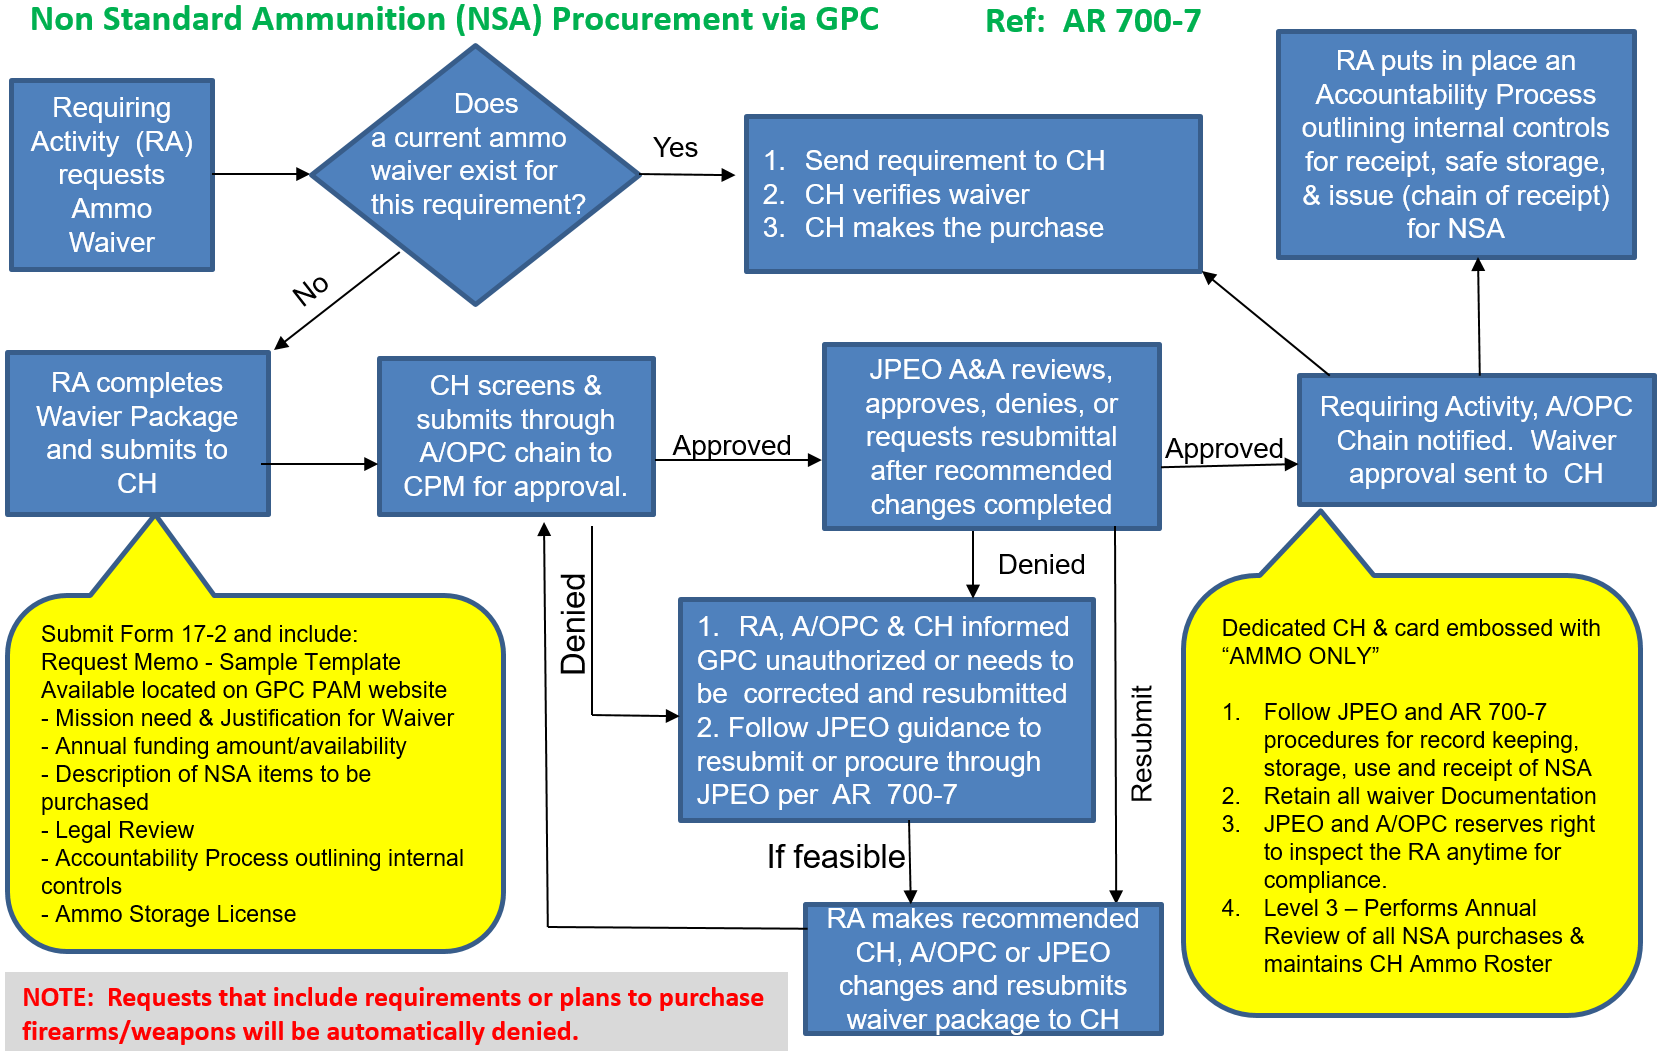 Non Standard Ammunition (NSA) Procurement via GPC
Ref: AR 700-7
Requiring
Activity (RA)
requests
Ammo
Waiver
Does
a current ammo
waiver exist for
this requirement?
Yes
No
1. Send requirement to CH
2. CH verifies waiver
3. CH makes the purchase
RA puts in place an
Accountability Process
outlining internal controls
for receipt, safe storage,
& issue (chain of receipt)
for NSA
RA completes
Wavier Package
and submits to
CH
CH screens &
submits through
A/OPC chain to
CPM for approval.
Approved
JPEO A&A reviews,
approves, denies, or
requests resubmittal
after recommended
changes completed
Approved
Requiring Activity, A/OPC
Chain notified. Waiver
approval sent to CH
Denied
Denied
Resubmit
1. RA, A/OPC & CH informed
GPC unauthorized or needs to
be corrected and resubmitted
2. Follow JPEO guidance to
resubmit or procure through
JPEO per AR 700-7
If feasible
RA makes recommended
CH, A/OPC or JPEO
changes and resubmits
waiver package to CH
Submit Form 17-2 and include:
Request Memo - Sample Template
Available located on GPC PAM website
- Mission need & Justification for Waiver
- Annual funding amount/availability
- Description of NSA items to be
purchased
- Legal Review
- Accountability Process outlining internal
controls
- Ammo Storage License
Dedicated CH & card embossed with
“AMMO ONLY”
1. Follow JPEO and AR 700-7
procedures for record keeping,
storage, use and receipt of NSA
2. Retain all waiver Documentation
3. JPEO and A/OPC reserves right
to inspect the RA anytime for
compliance.
4. Level 3 – Performs Annual
Review of all NSA purchases &
maintains CH Ammo Roster
NOTE: Requests that include requirements or plans to purchase
firearms/weapons will be automatically denied.